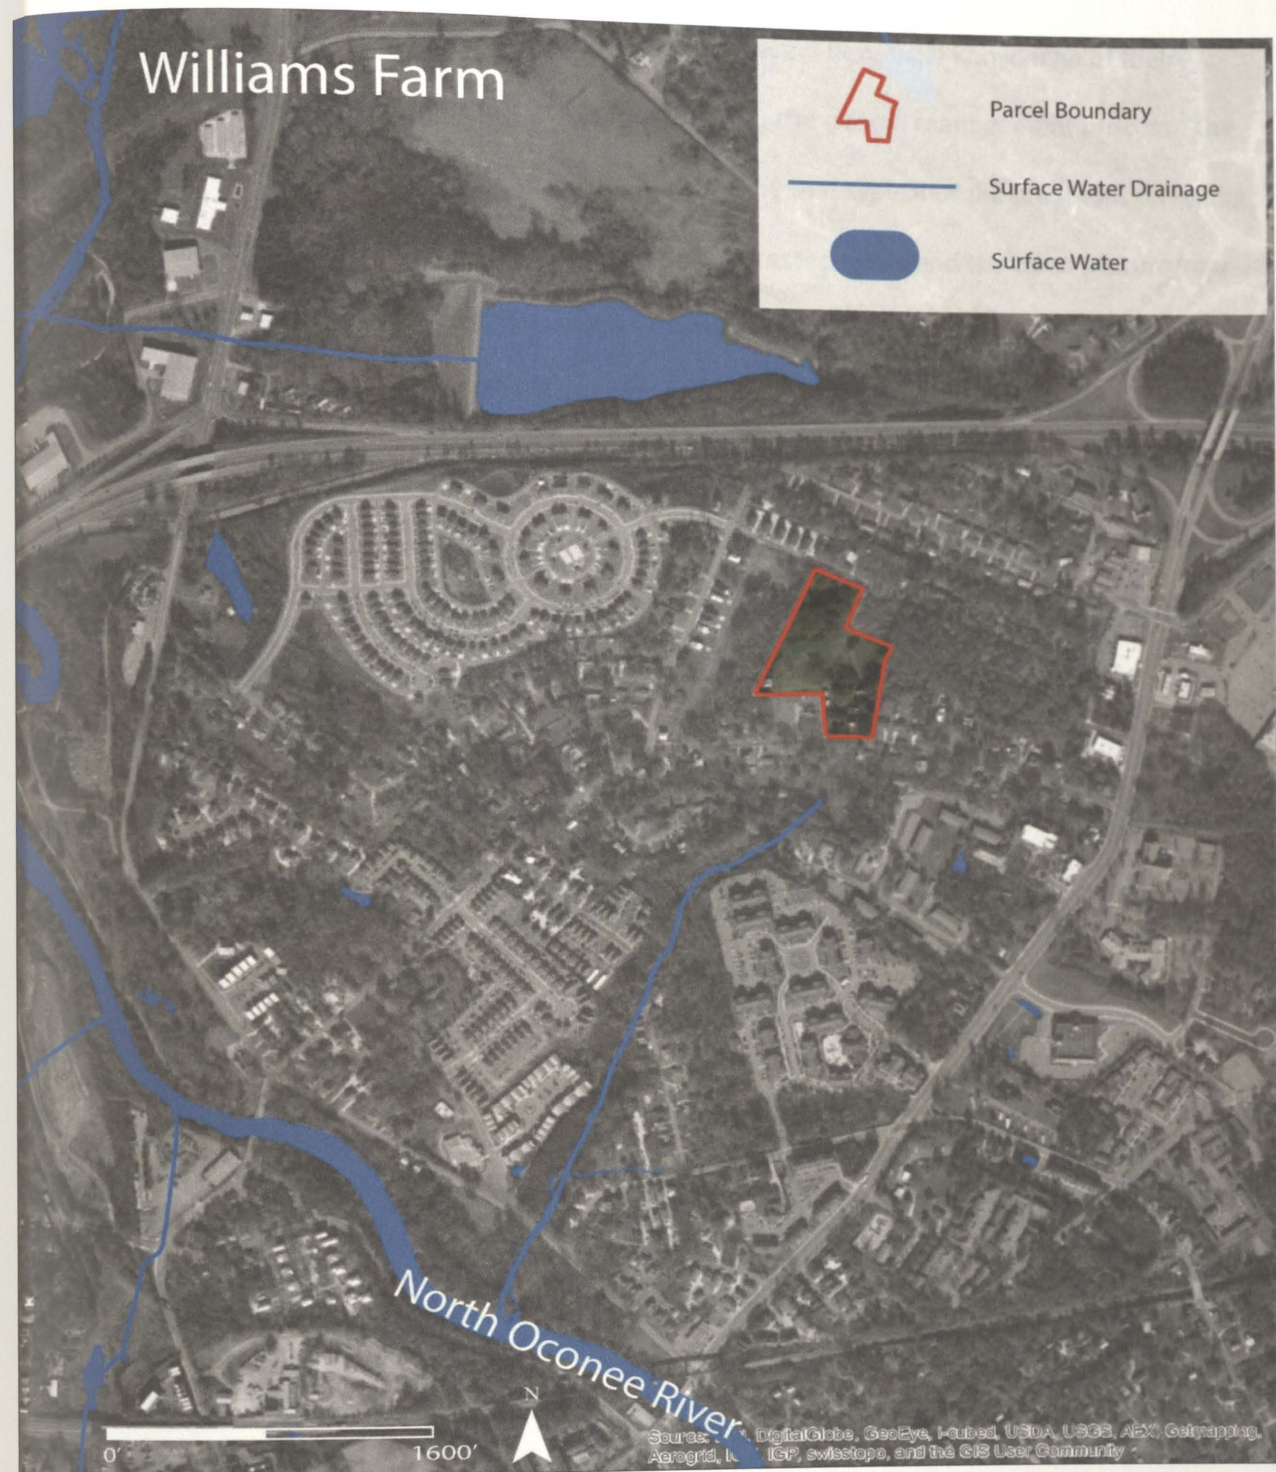 Williams Farm
Parcel Boundary
Surface Water Drainage
Surface Water
North Oconee River
N
0' 1600'
DigitalGlobe, GeoEye, i-cubed, USDA, USGS, AEX, Getmapping,
Aerogrid, IGP, swisstopo, and the GIS User Community